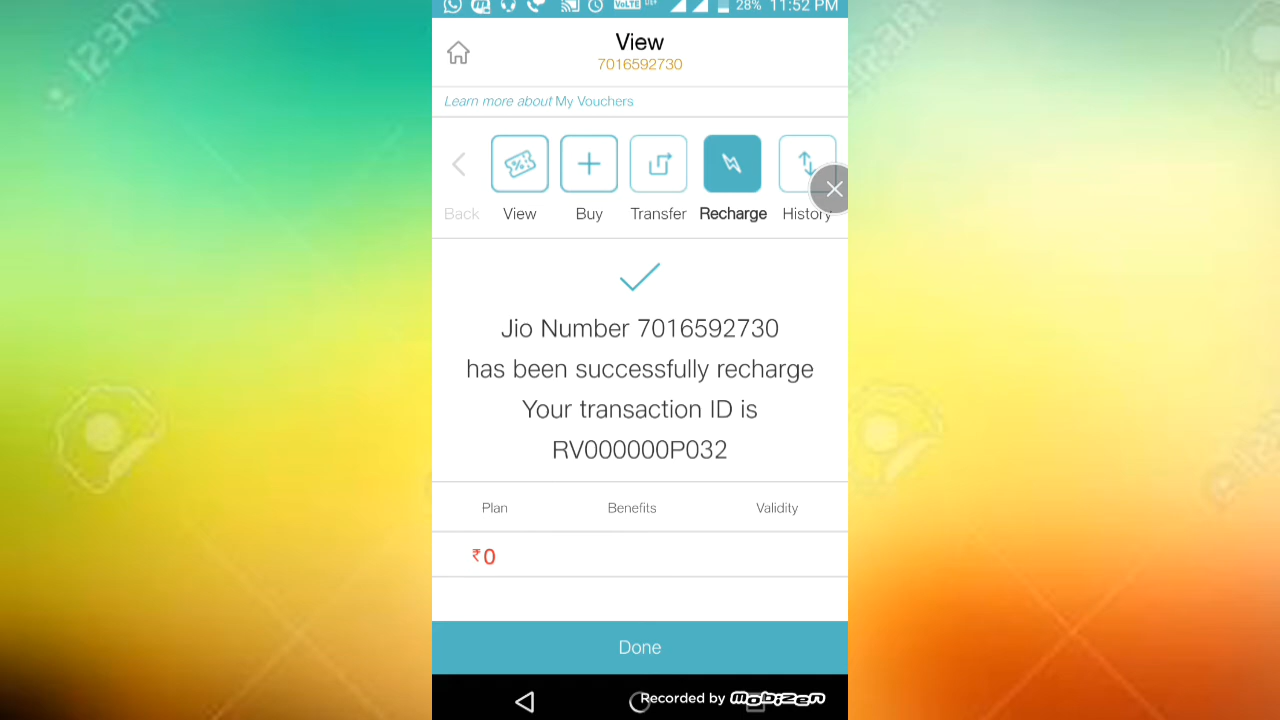 VoLTE 28% 11:52 PM
View
7016592730
Learn more about My Vouchers
Back View Buy Transfer Recharge History
Jio Number 7016592730
has been successfully recharge
Your transaction ID is
RV000000P032
Plan Benefits Validity
₹0
Done
Recorded by mobizen